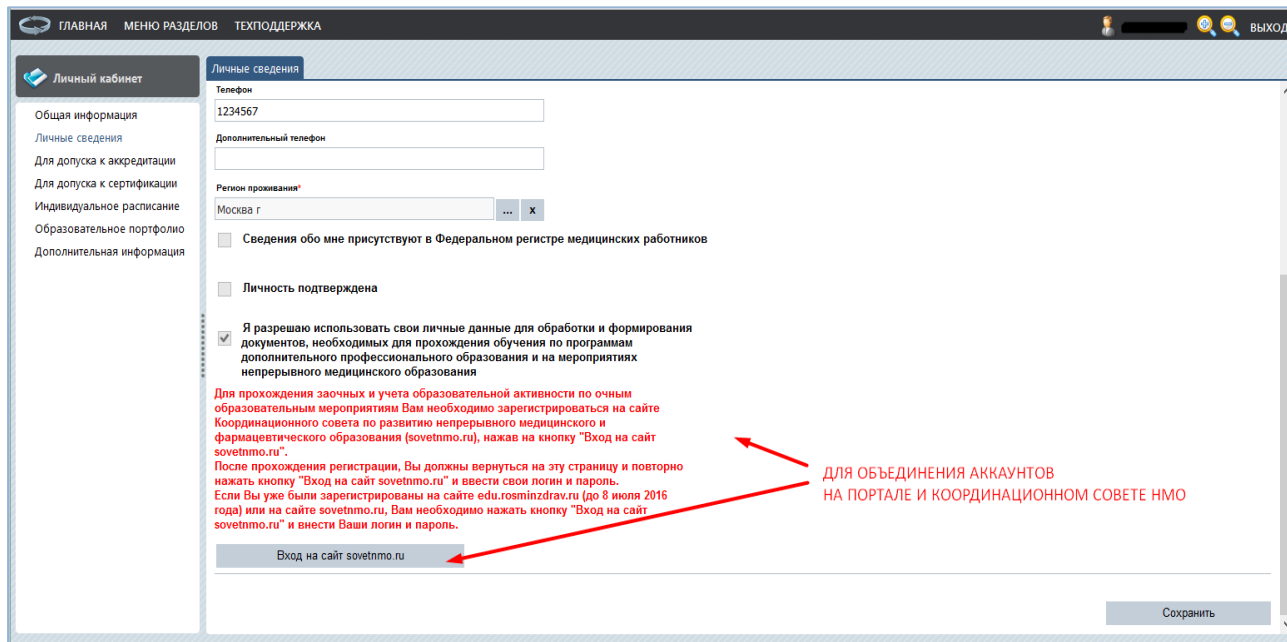 ГЛАВНАЯ МЕНЮ РАЗДЕЛОВ ТЕХПОДДЕРЖКА ВЫХОД
Личный кабинет
Общая информация
Личные сведения
Для допуска к аккредитации
Для допуска к сертификации
Индивидуальное расписание
Образовательное портфолио
Дополнительная информация
Личные сведения
Телефон
1234567
Дополнительный телефон
Регион проживания*
Москва г ... x
Сведения обо мне присутствуют в Федеральном регистре медицинских работников
Личность подтверждена
Я разрешаю использовать свои личные данные для обработки и формирования
документов, необходимых для прохождения обучения по программам
дополнительного профессионального образования и на мероприятиях
непрерывного медицинского образования
Для прохождения заочных и учета образовательной активности по очным
образовательным мероприятиям Вам необходимо зарегистрироваться на сайте
Координационного совета по развитию непрерывного медицинского и
фармацевтического образования (sovetnmo.ru), нажав на кнопку "Вход на сайт
sovetnmo.ru".
После прохождения регистрации, Вы должны вернуться на эту страницу и повторно
нажать кнопку "Вход на сайт sovetnmo.ru" и ввести свои логин и пароль.
Если Вы уже были зарегистрированы на сайте edu.rosminzdrav.ru (до 8 июля 2016
года) или на сайте sovetnmo.ru, Вам необходимо нажать кнопку "Вход на сайт
sovetnmo.ru" и внести Ваши логин и пароль.
ДЛЯ ОБЪЕДИНЕНИЯ АККАУНТОВ
НА ПОРТАЛЕ И КООРДИНАЦИОННОМ СОВЕТЕ НМО
Вход на сайт sovetnmo.ru
Сохранить